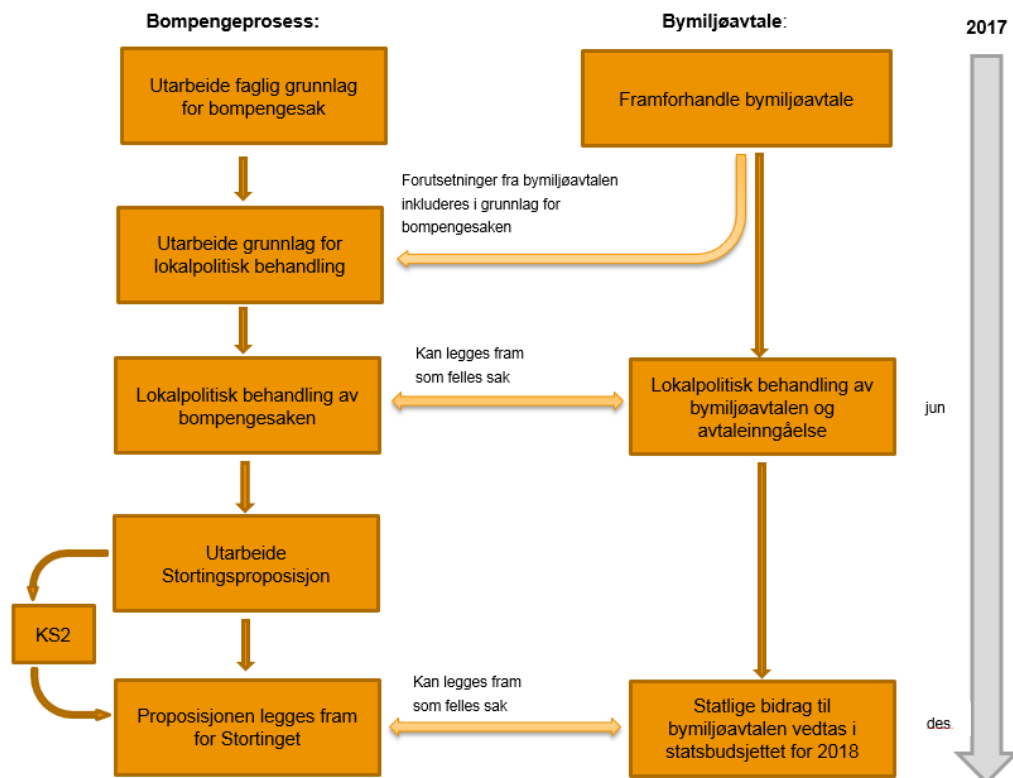 Bompengeprosess:
Bymiljøavtale:
2017
Utarbeide faglig grunnlag
for bompengesak
Framforhandle bymiljøavtale
Forutsetninger fra bymiljøavtalen
inkluderes i grunnlag for
bompengesaken
Utarbeide grunnlag for
lokalpolitisk behandling
Kan legges fram
som felles sak
Lokalpolitisk behandling av
bompengesaken
Lokalpolitisk behandling av
bymiljøavtalen og
avtaleinngåelse
jun
Utarbeide
Stortingsproposisjon
KS2
Kan legges fram
som felles sak
Proposisjonen legges fram
for Stortinget
Statlige bidrag til
bymiljøavtalen vedtas i
statsbudsjettet for 2018
des.